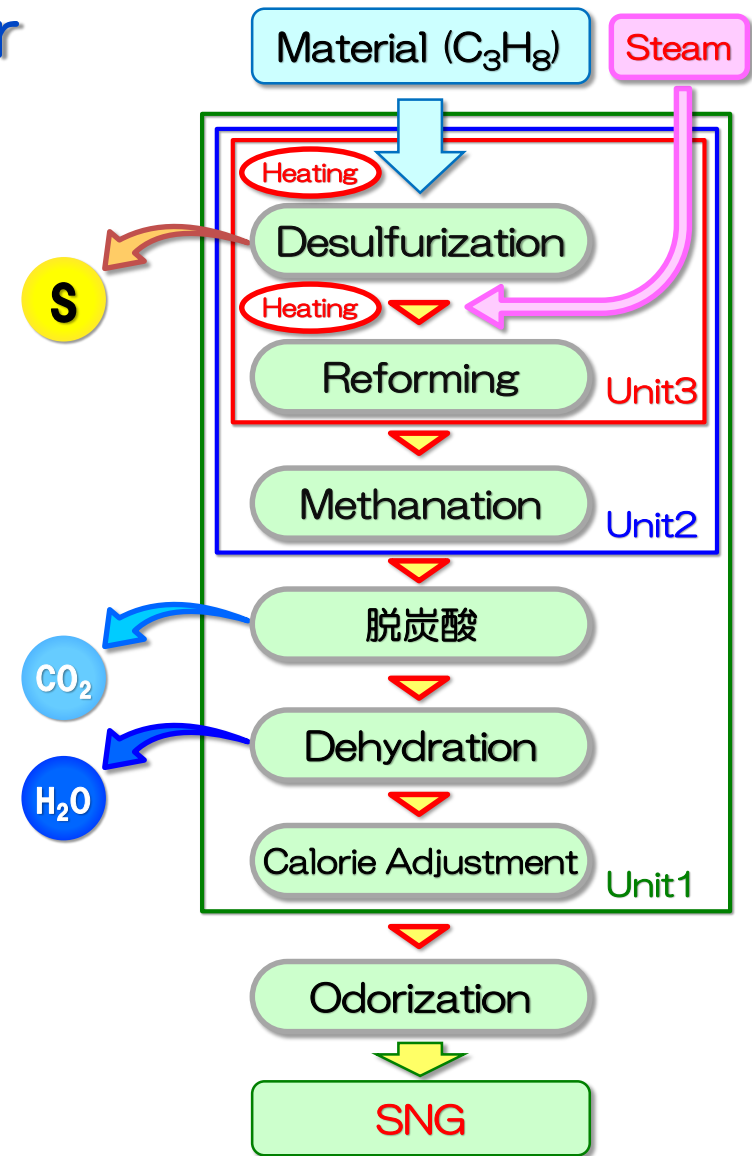 r
Material (C₃H₈)
Steam
Heating
Desulfurization
S
Heating
Reforming
Unit3
Methanation
Unit2
脱炭酸
CO₂
Dehydration
H₂O
Calorie Adjustment
Unit1
Odorization
SNG